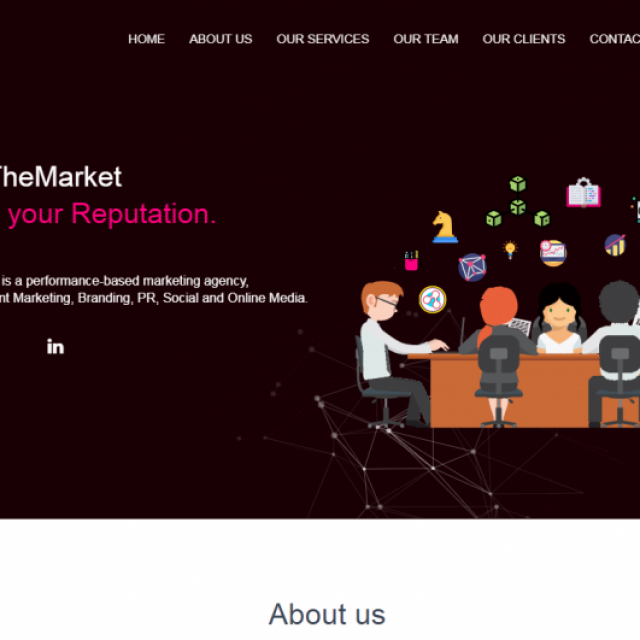 HOME ABOUT US OUR SERVICES OUR TEAM OUR CLIENTS CONTAC
TheMarket
your Reputation.
is a performance-based marketing agency,
nt Marketing, Branding, PR, Social and Online Media.
in
About us